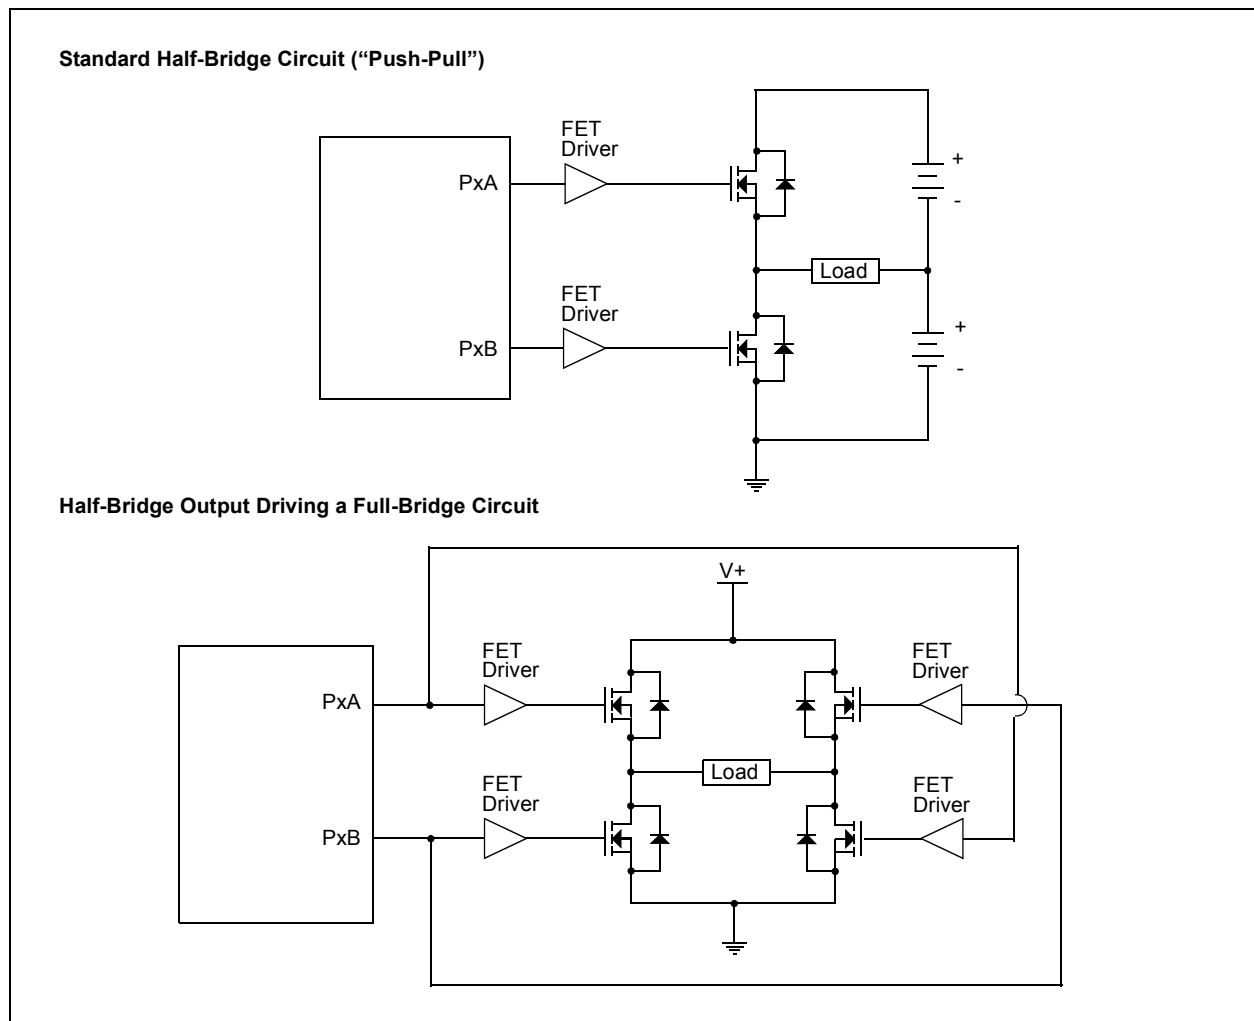 Standard Half-Bridge Circuit (“Push-Pull”)
FET
Driver
PxA
+
-
Load
FET
Driver
PxB
+
-
Half-Bridge Output Driving a Full-Bridge Circuit
V+
FET
Driver
FET
Driver
PxA
Load
FET
Driver
FET
Driver
PxB